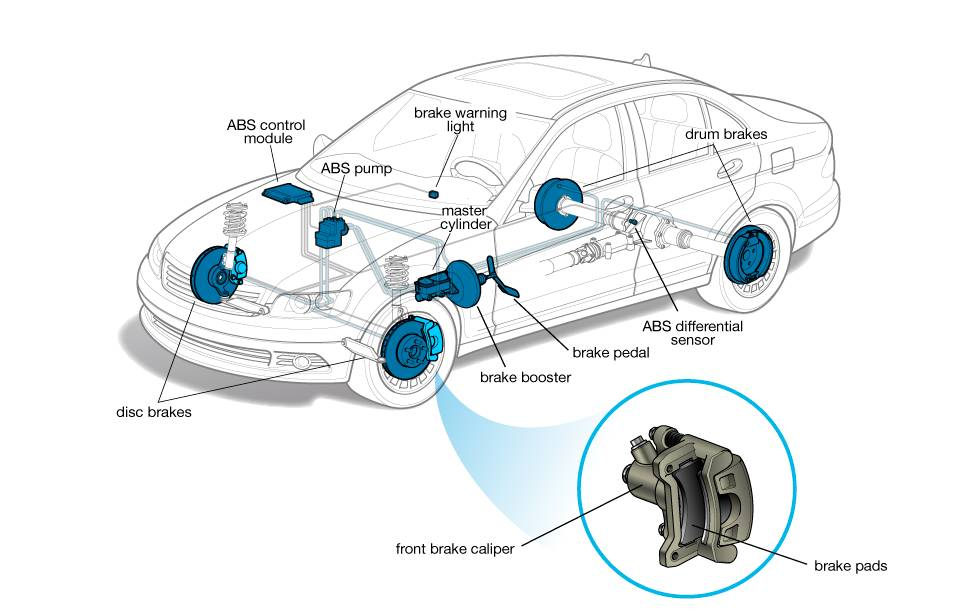 brake warning
light
ABS control
module
drum brakes
ABS pump
master
cylinder
ABS differential
sensor
brake pedal
brake booster
disc brakes
front brake caliper
brake pads